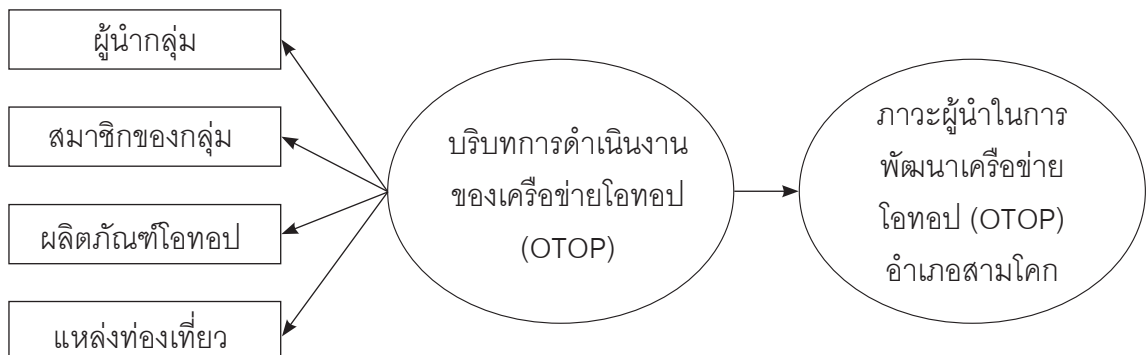 ผู้นำกลุ่ม
สมาชิกของกลุ่ม
ผลิตภัณฑ์โอทอป
แหล่งท่องเที่ยว
บริบทการดำเนินงาน
ของเครือข่ายโอทอป
(OTOP)
ภาวะผู้นำในการ
พัฒนาเครือข่าย
โอทอป (OTOP)
อำเภอสามโคก